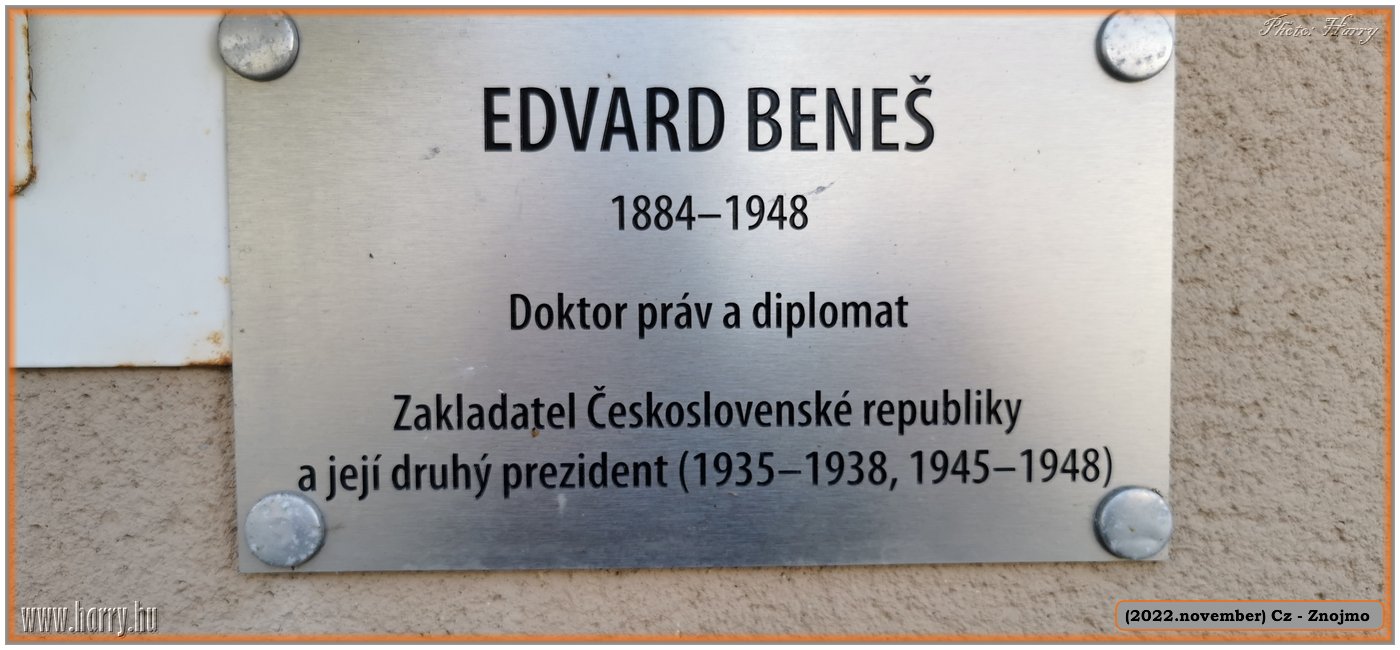 Photo: Harry
EDVARD BENEŠ
1884–1948
Doktor práv a diplomat
Zakladatel Československé republiky
a její druhý prezident (1935–1938, 1945–1948)
www.harry.hu
(2022.november) Cz - Znojmo